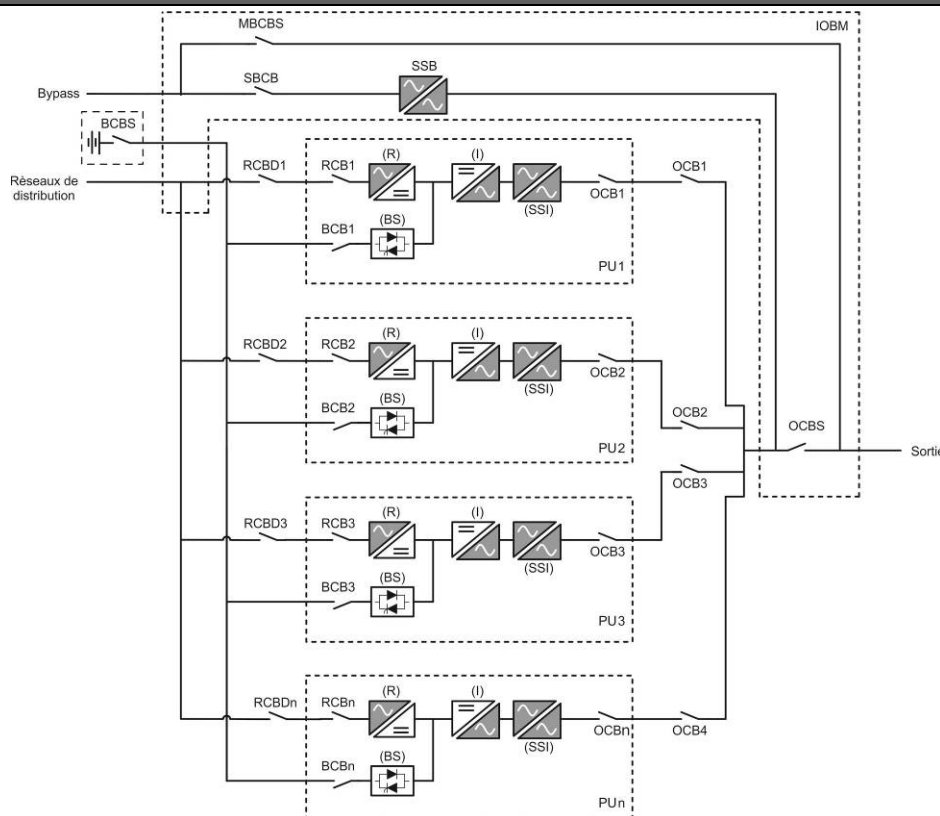 MBCBS
IOBM
SSB
SBCB
Bypass
BCBS
Rèseaux de
distribution
RCBD1
RCB1
(R)
(I)
(SSI)
OCB1
OCB1
BCB1
(BS)
PU1
RCBD2
RCB2
(R)
(I)
(SSI)
OCB2
BCB2
(BS)
PU2
OCB2
OCBS
Sortie
OCB3
RCBD3
RCB3
(R)
(I)
(SSI)
OCB3
BCB3
(BS)
PU3
RCBDn
RCBn
(R)
(I)
(SSI)
OCBn
OCB4
BCBn
(BS)
PUn